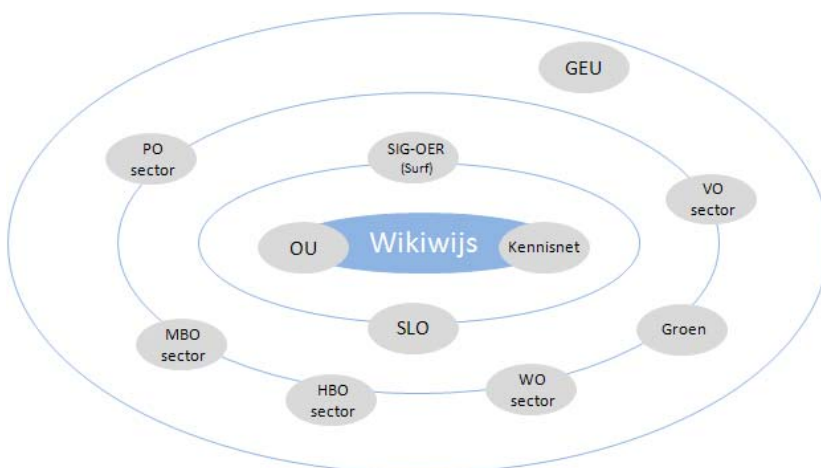 GEU
PO
sector
SIG-OER
(Surf)
VO
sector
OU
Wikiwijs
Kennisnet
SLO
Groen
MBO
sector
HBO
sector
WO
sector